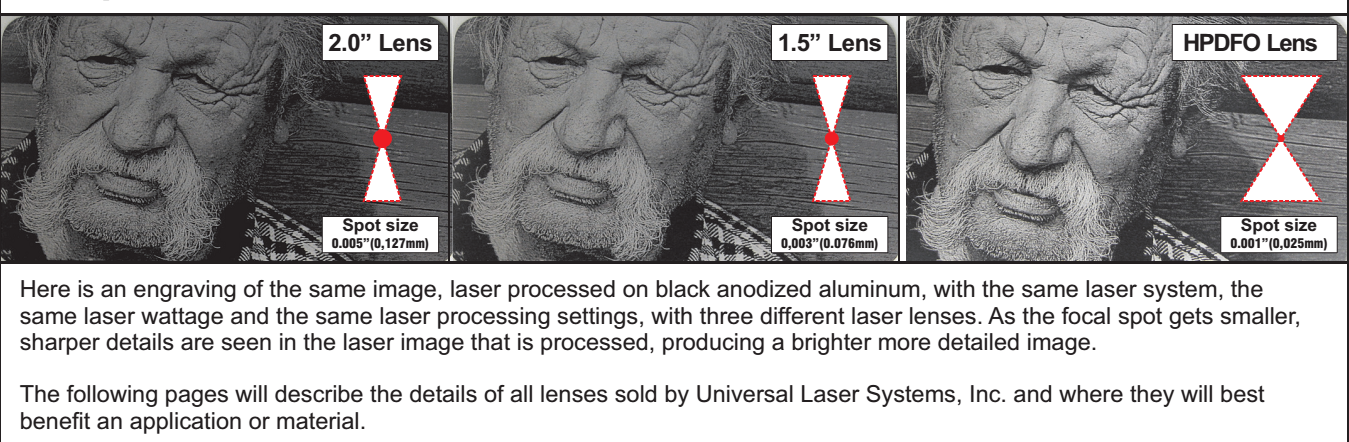 2.0” Lens
1.5” Lens
HPDFO Lens
Spot size
0.005”(0,127mm)
Spot size
0,003”(0.076mm)
Spot size
0.001”(0,025mm)
Here is an engraving of the same image, laser processed on black anodized aluminum, with the same laser system, the
same laser wattage and the same laser processing settings, with three different laser lenses. As the focal spot gets smaller,
sharper details are seen in the laser image that is processed, producing a brighter more detailed image.
The following pages will describe the details of all lenses sold by Universal Laser Systems, Inc. and where they will best
benefit an application or material.